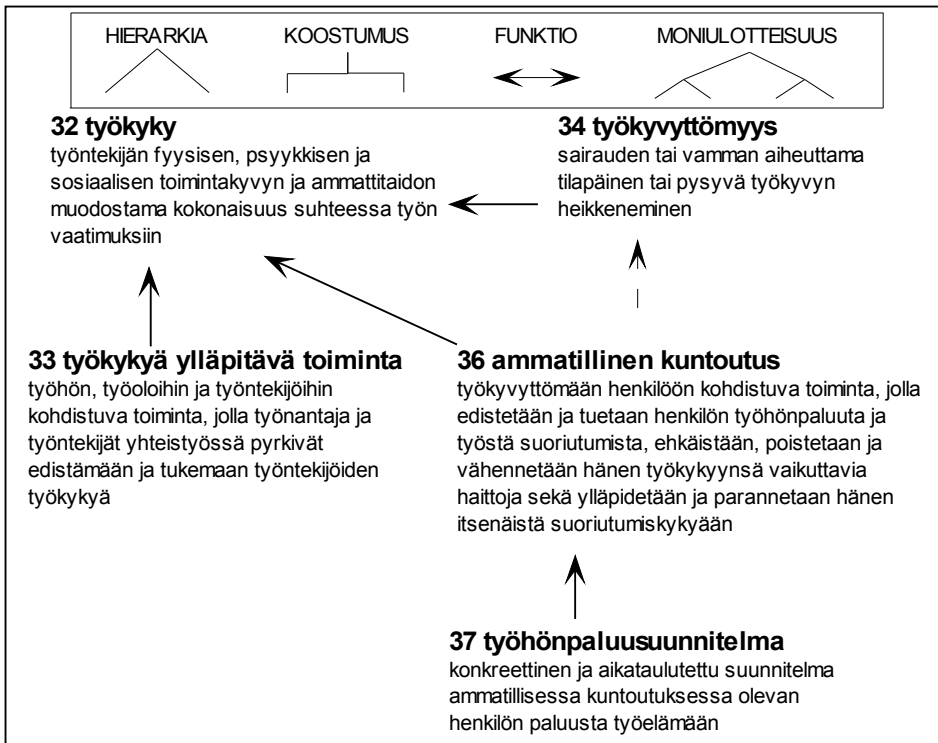 HIERARKIA KOOSTUMUS FUNKTIO MONIULOTTEISUUS
32 työkyky
työntekijän fyysisen, psyykkisen ja
sosiaalisen toimintakyvyn ja ammattitaidon
muodostama kokonaisuus suhteessa työn
vaatimuksiin
34 työkyvyttömyys
sairauden tai vamman aiheuttama
tilapäinen tai pysyvä työkyvyn
heikkeneminen
33 työkykyä ylläpitävä toiminta
työhön, työoloihin ja työntekijöihin
kohdistuva toiminta, jolla työnantaja ja
työntekijät yhteistyössä pyrkivät
edistämään ja tukemaan työntekijöiden
työkykyä
36 ammatillinen kuntoutus
työkyvyttömään henkilöön kohdistuva toiminta, jolla
edistetään ja tuetaan henkilön työhönpaluuta ja
työstä suoriutumista, ehkäistään, poistetaan ja
vähennetään hänen työkykyynsä vaikuttavia
haittoja sekä ylläpidetään ja parannetaan hänen
itsenäistä suoriutumiskykyään
37 työhönpaluusuunnitelma
konkreettinen ja aikataulutettu suunnitelma
ammatillisessa kuntoutuksessa olevan
henkilön paluusta työelämään